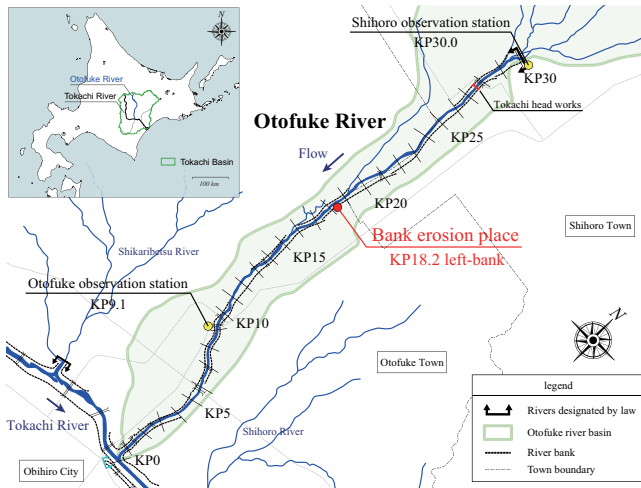 N
Otofuke River
Tokachi River
Tokachi Basin
100 km
Shihoro observation station
KP30.0
KP30
Tokachi head works
Otofuke River
KP25
Flow
KP20
Shikaribetsu River
Bank erosion place
KP18.2 left-bank
Shihoro Town
KP15
Otofuke observation station
KP9.1
KP10
N
Otofuke Town
KP5
Tokachi River
Shihoro River
KP0
Obihiro City
legend
Rivers designated by law
Otofuke river basin
River bank
Town boundary